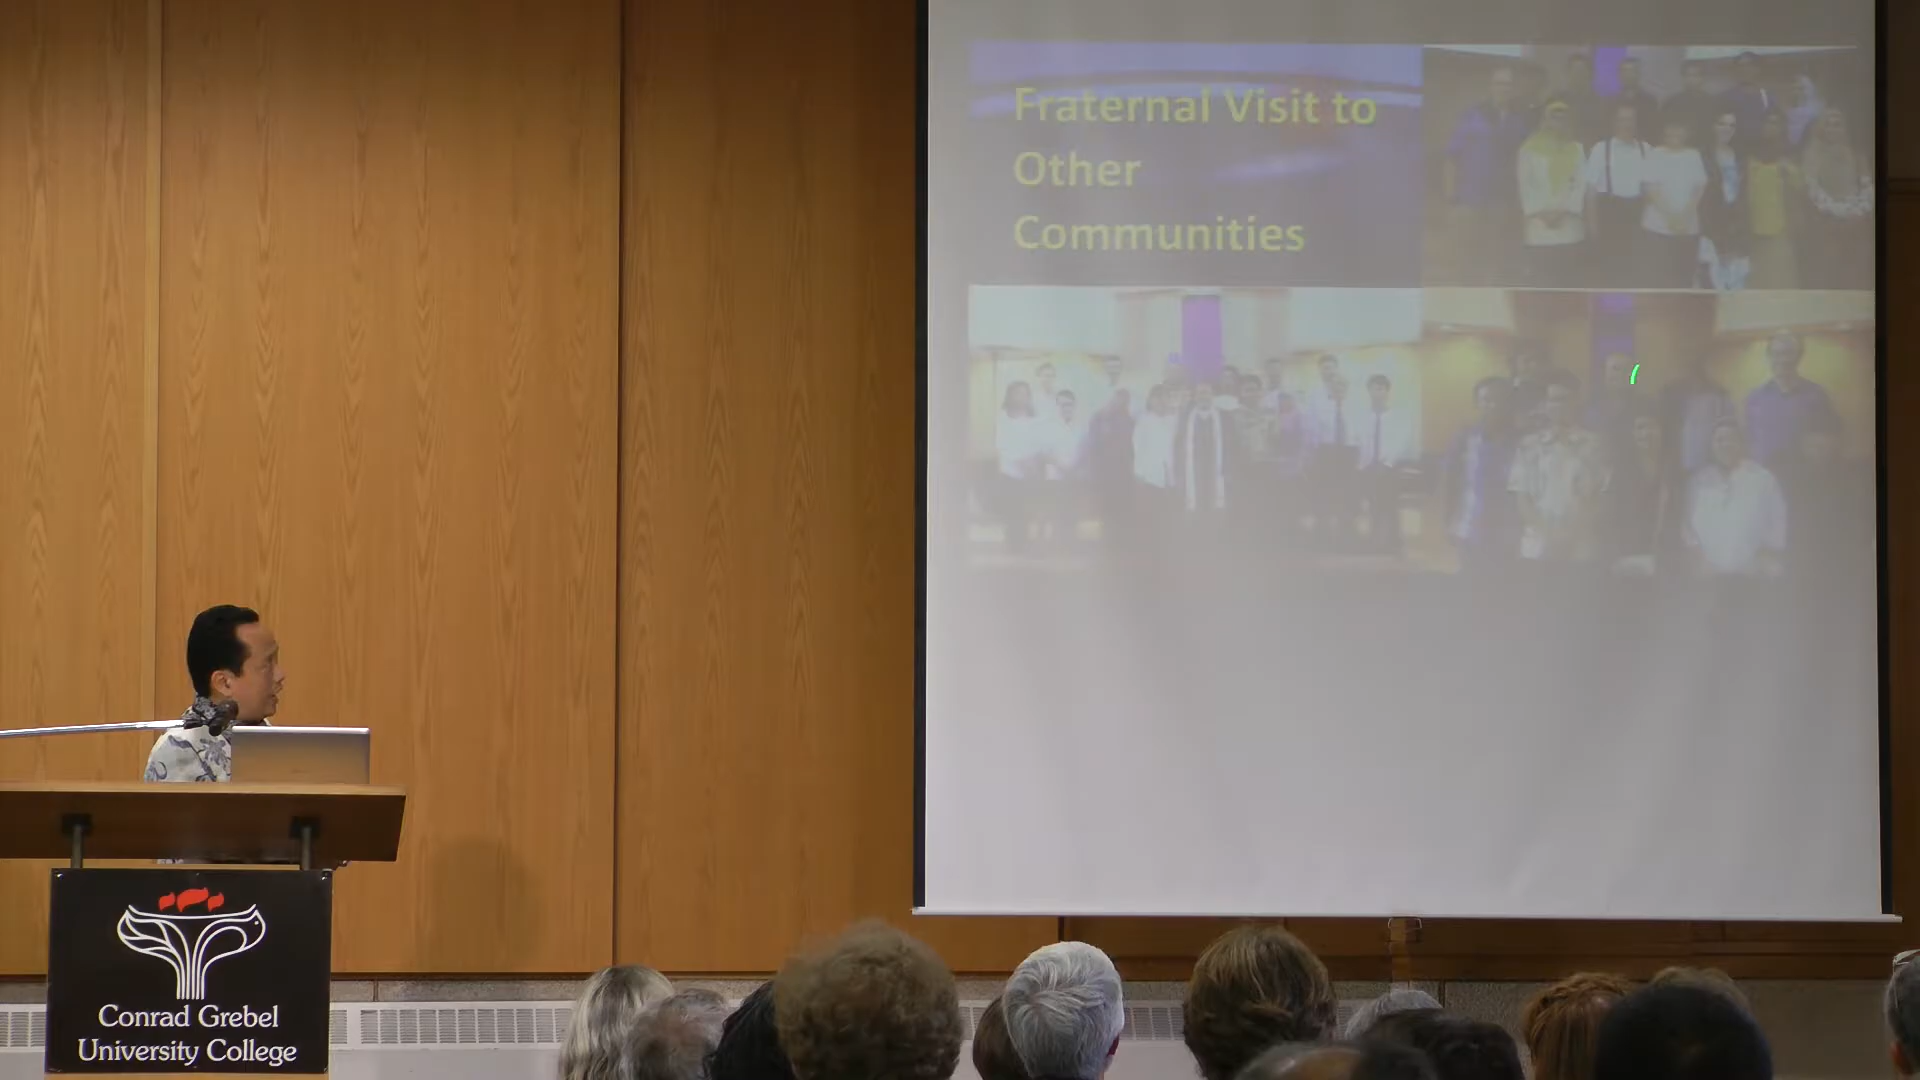 Fraternal Visit to
Other
Communities
Conrad Grebel
University College